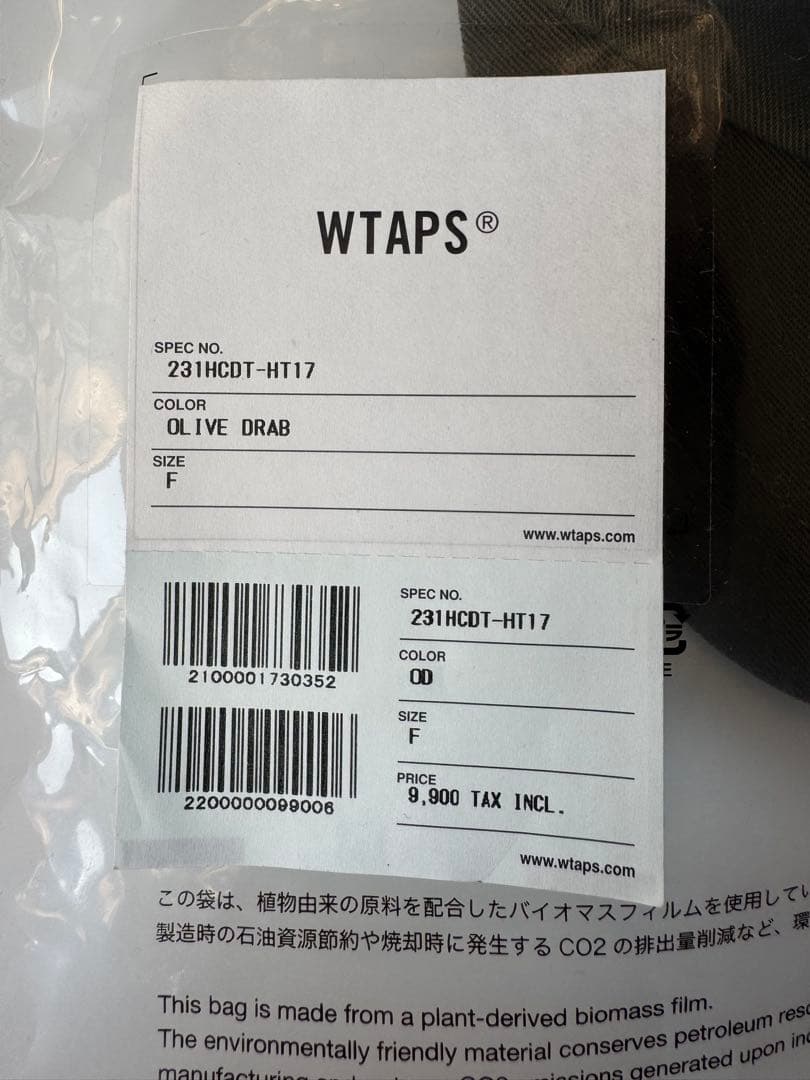 WTAPS®
SPEC NO.
231HCDT-HT17
COLOR
OLIVE DRAB
SIZE
F
www.wtaps.com
2100001730352
2200000099006
SPEC NO.
231HCDT-HT17
COLOR
OD
SIZE
F
PRICE
9,900 TAX INCL.
www.wtaps.com
プラ
この袋は、植物由来の原料を配合したバイオマスフィルムを使用してい
製造時の石油資源節約や焼却時に発生する CO2 の排出量削減など、環
This bag is made from a plant-derived biomass film.
The environmentally friendly material conserves petroleum
generated upon